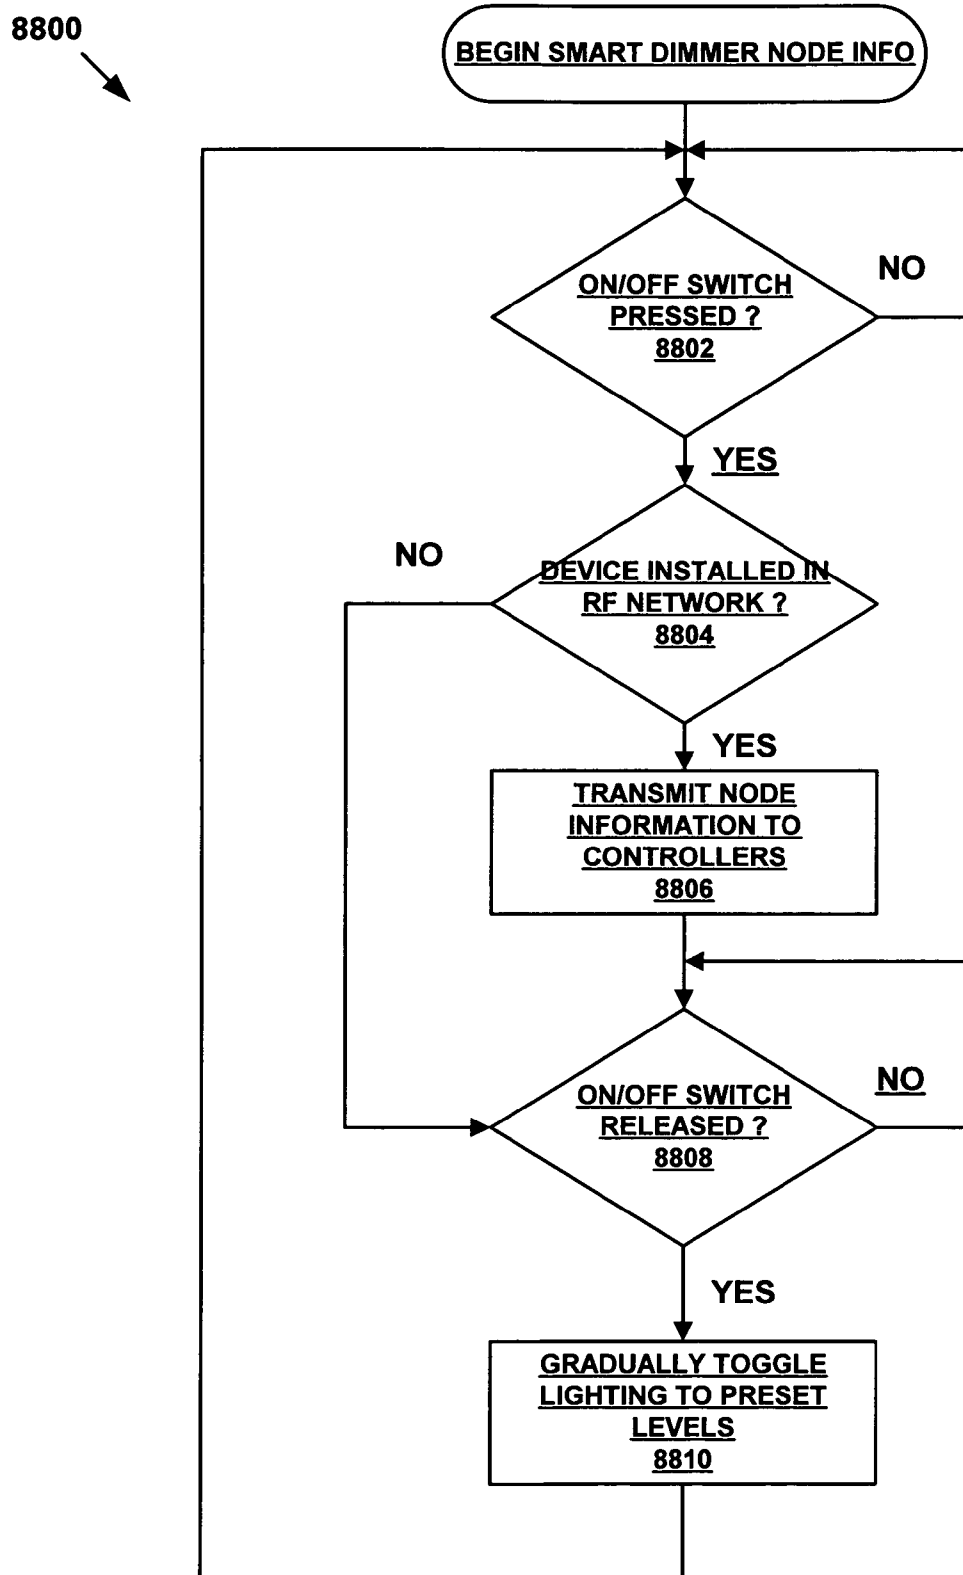 8800
BEGIN SMART DIMMER NODE INFO
ON/OFF SWITCH
PRESSED ?
8802
NO
YES
NO
DEVICE INSTALLED IN
RF NETWORK ?
8804
YES
TRANSMIT NODE
INFORMATION TO
CONTROLLERS
8806
ON/OFF SWITCH
RELEASED ?
8808
NO
YES
GRADUALLY TOGGLE
LIGHTING TO PRESET
LEVELS
8810